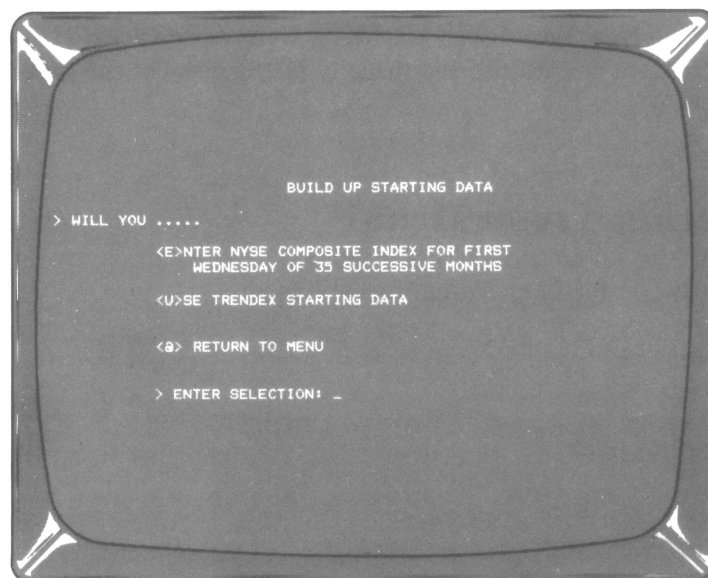 BUILD UP STARTING DATA
> WILL YOU .....
<E>NTER NYSE COMPOSITE INDEX FOR FIRST
WEDNESDAY OF 35 SUCCESSIVE MONTHS
<U>SE TRENDEX STARTING DATA
<@> RETURN TO MENU
> ENTER SELECTION: _